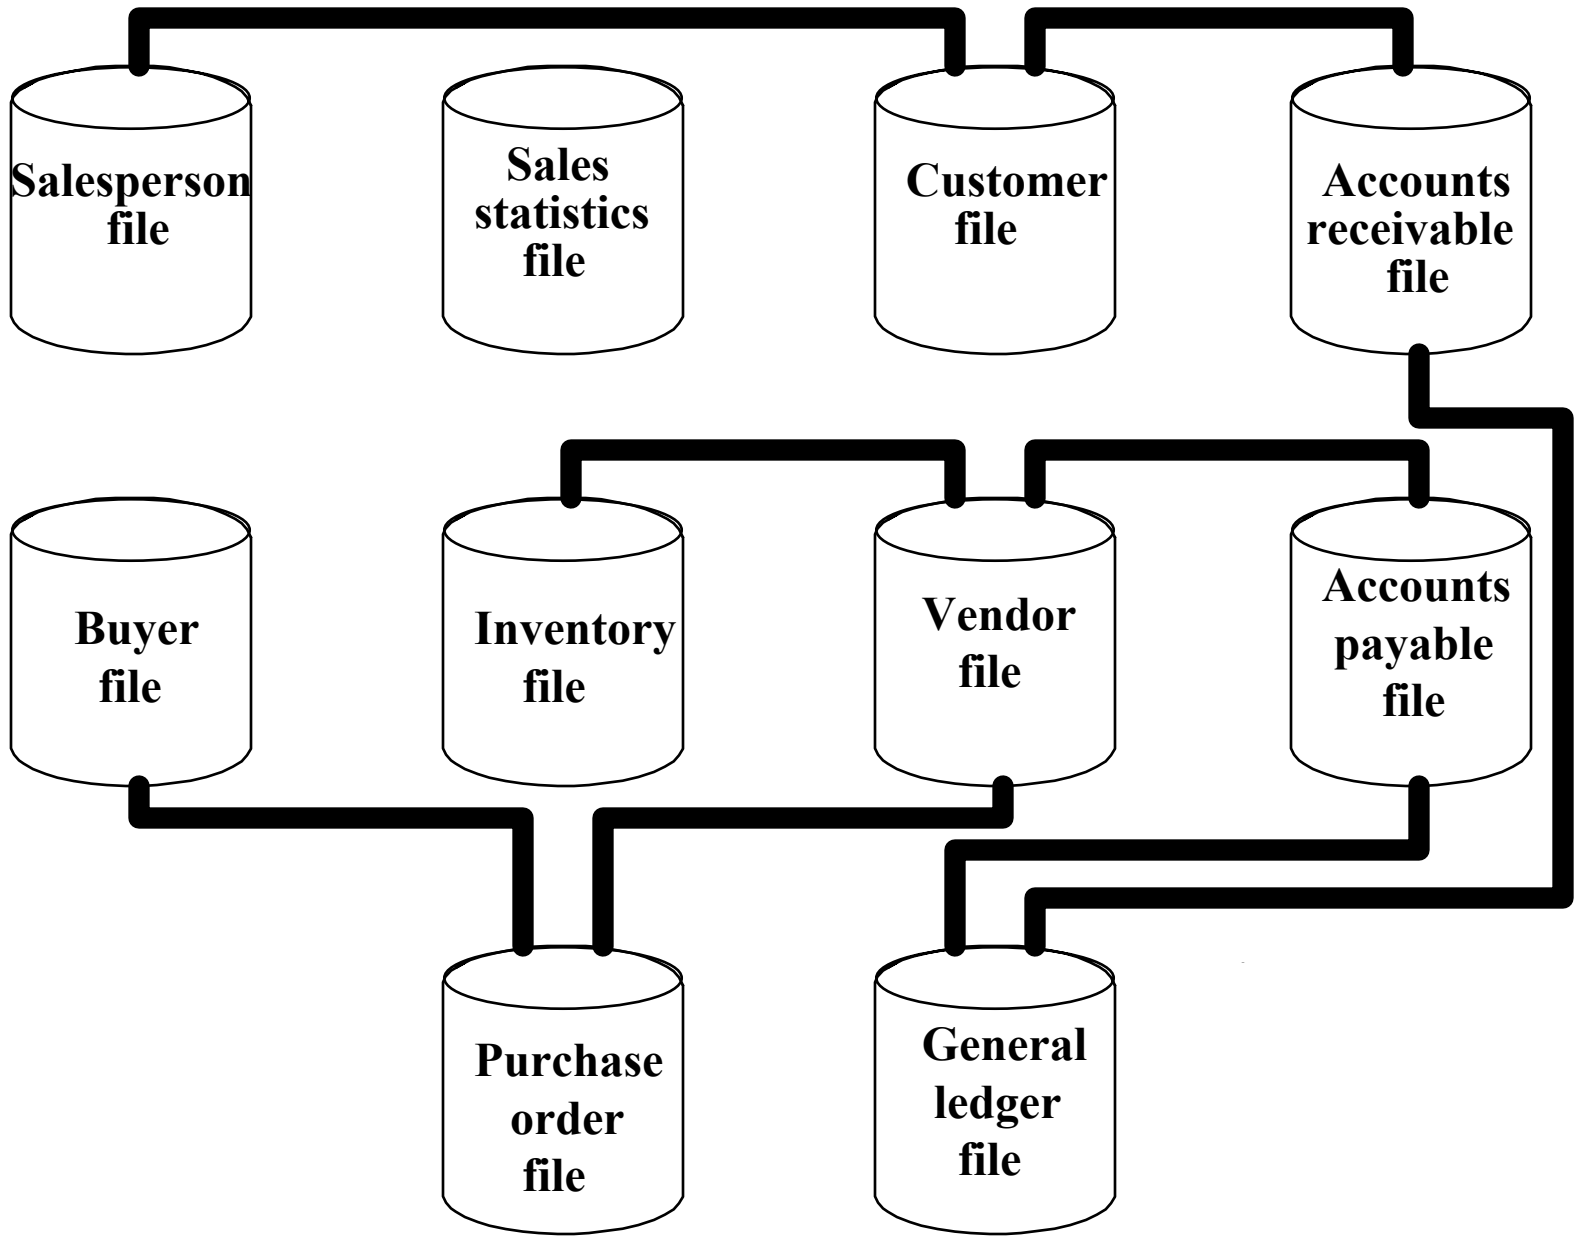 Salesperson
file
Sales
statistics
file
Customer
file
Accounts
receivable
file
Buyer
file
Inventory
file
Vendor
file
Accounts
payable
file
Purchase
order
file
General
ledger
file